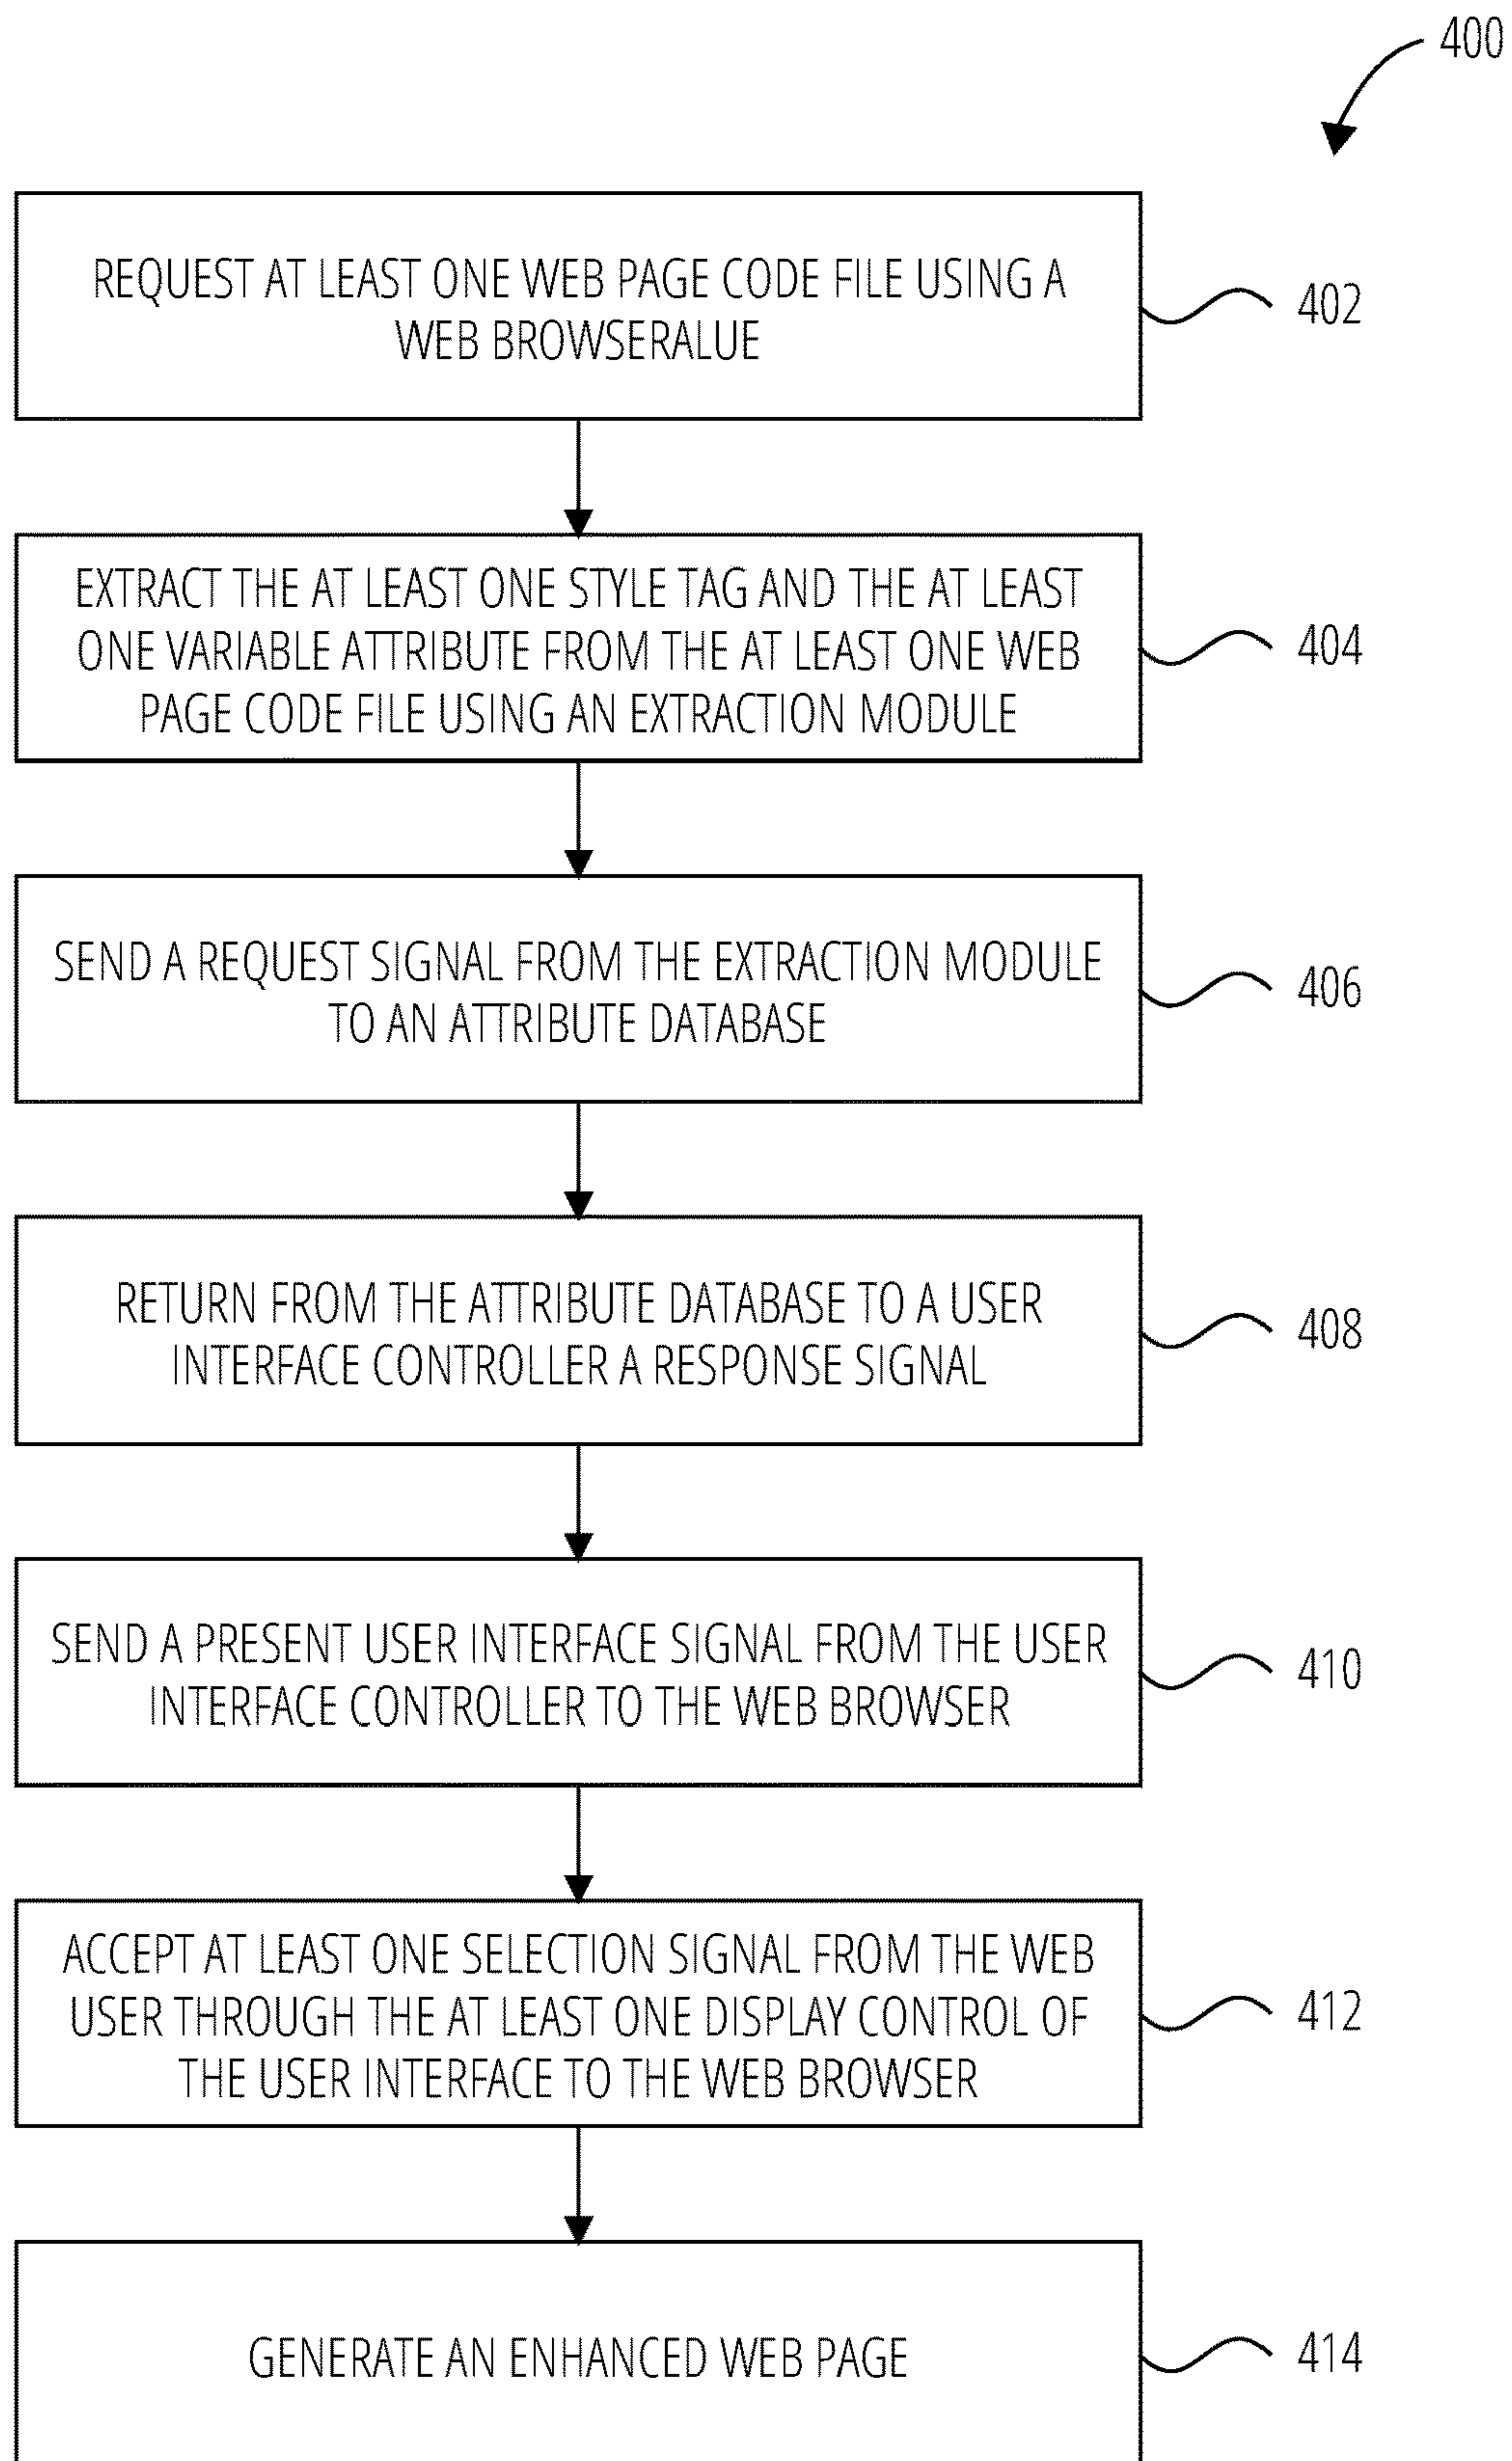 400
REQUEST AT LEAST ONE WEB PAGE CODE FILE USING A
WEB BROWSERALUE
402
EXTRACT THE AT LEAST ONE STYLE TAG AND THE AT LEAST
ONE VARIABLE ATTRIBUTE FROM THE AT LEAST ONE WEB
PAGE CODE FILE USING AN EXTRACTION MODULE
404
SEND A REQUEST SIGNAL FROM THE EXTRACTION MODULE
TO AN ATTRIBUTE DATABASE
406
RETURN FROM THE ATTRIBUTE DATABASE TO A USER
INTERFACE CONTROLLER A RESPONSE SIGNAL
408
SEND A PRESENT USER INTERFACE SIGNAL FROM THE USER
INTERFACE CONTROLLER TO THE WEB BROWSER
410
ACCEPT AT LEAST ONE SELECTION SIGNAL FROM THE WEB
USER THROUGH THE AT LEAST ONE DISPLAY CONTROL OF
THE USER INTERFACE TO THE WEB BROWSER
412
GENERATE AN ENHANCED WEB PAGE
414